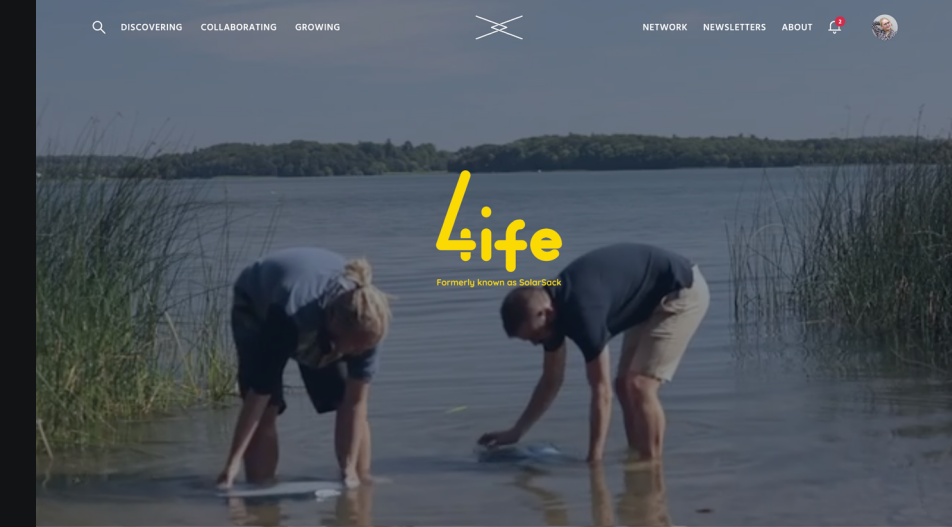 DISCOVERING COLLABORATING GROWING NETWORK NEWSLETTERS ABOUT 2
4ife
Formerly known as SolarSack